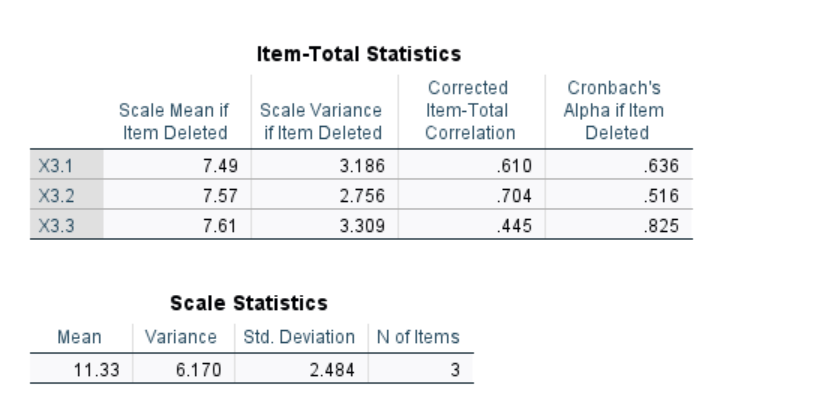 Item-Total Statistics
Scale Mean if Item Deleted Scale Variance if Item Deleted Corrected Item-Total Correlation Cronbach's Alpha if Item Deleted
X3.1 7.49 3.186 .610 .636
X3.2 7.57 2.756 .704 .516
X3.3 7.61 3.309 .445 .825
Scale Statistics
Mean Variance Std. Deviation N of Items
11.33 6.170 2.484 3